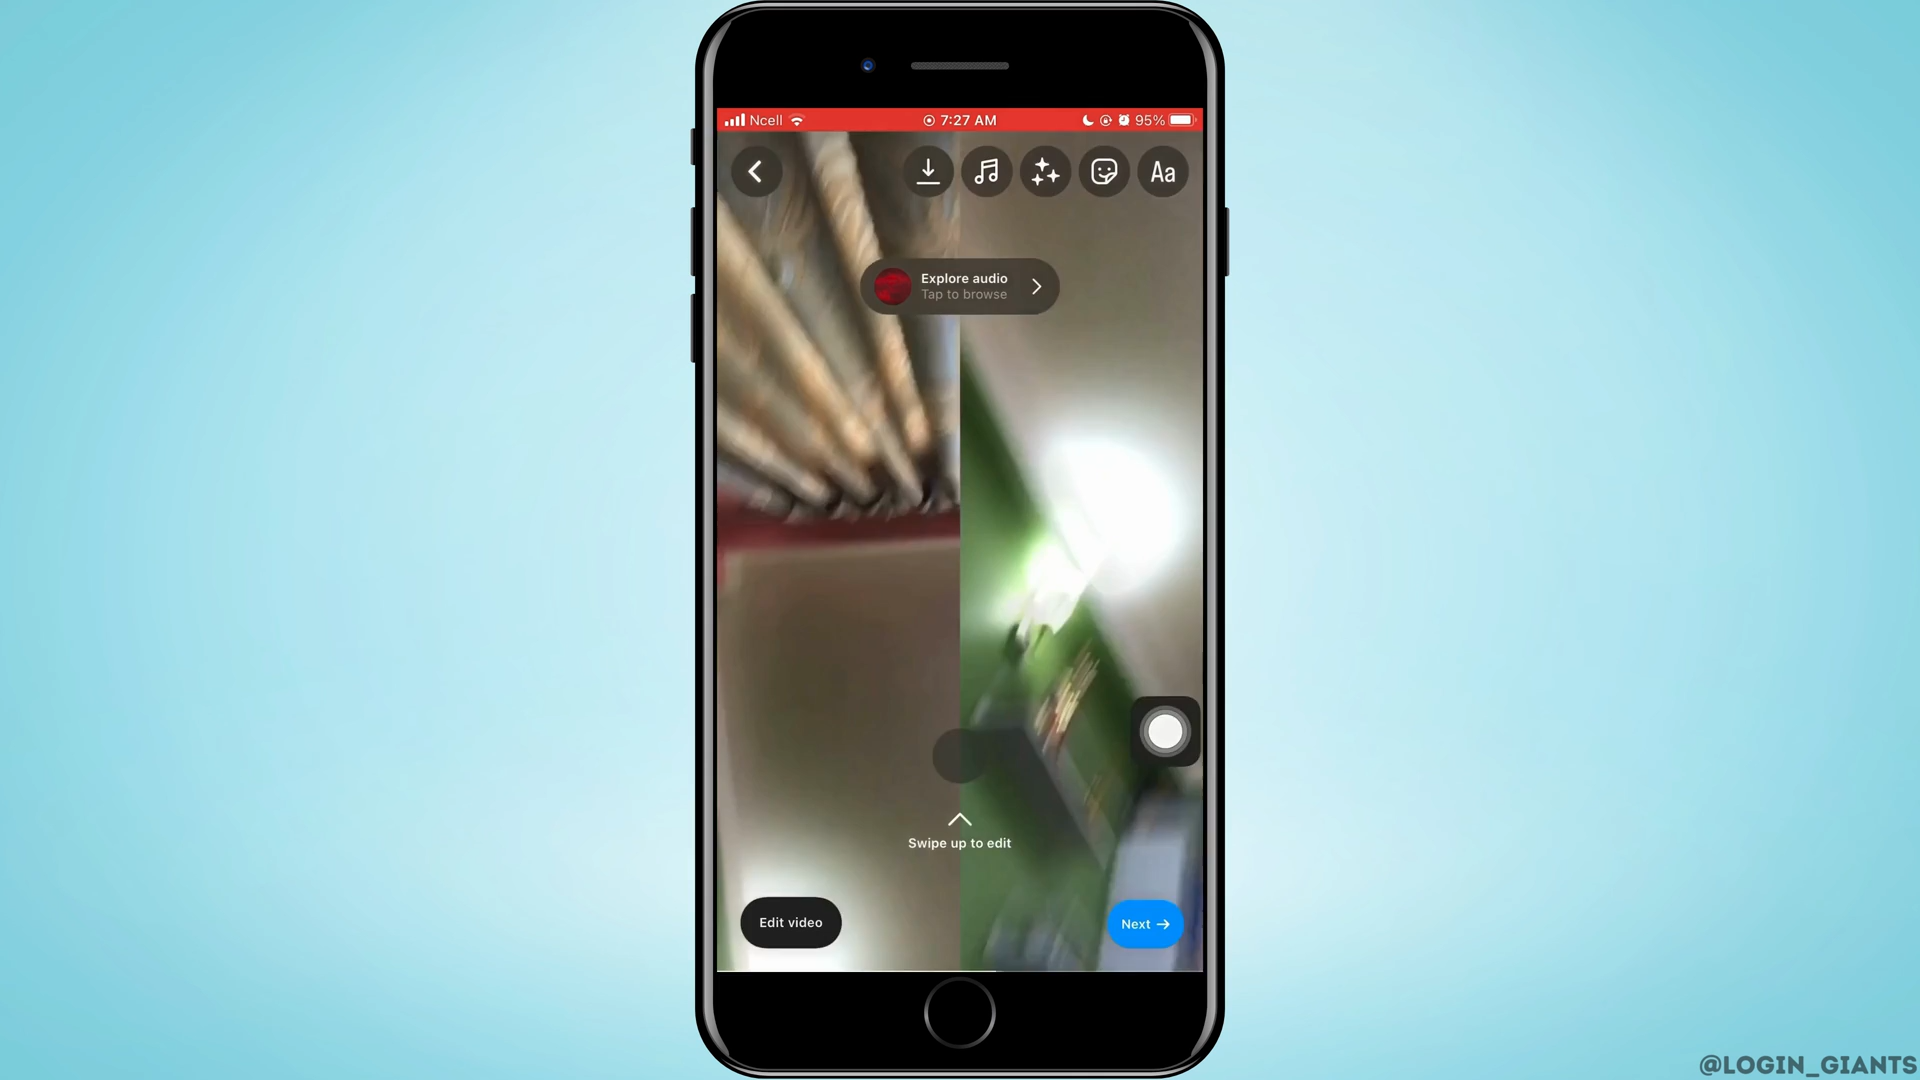 Ncell
7:27 AM
95%
Aa
Explore audio
Tap to browse
Swipe up to edit
Edit video
Next →
@LOGIN_GIANTS